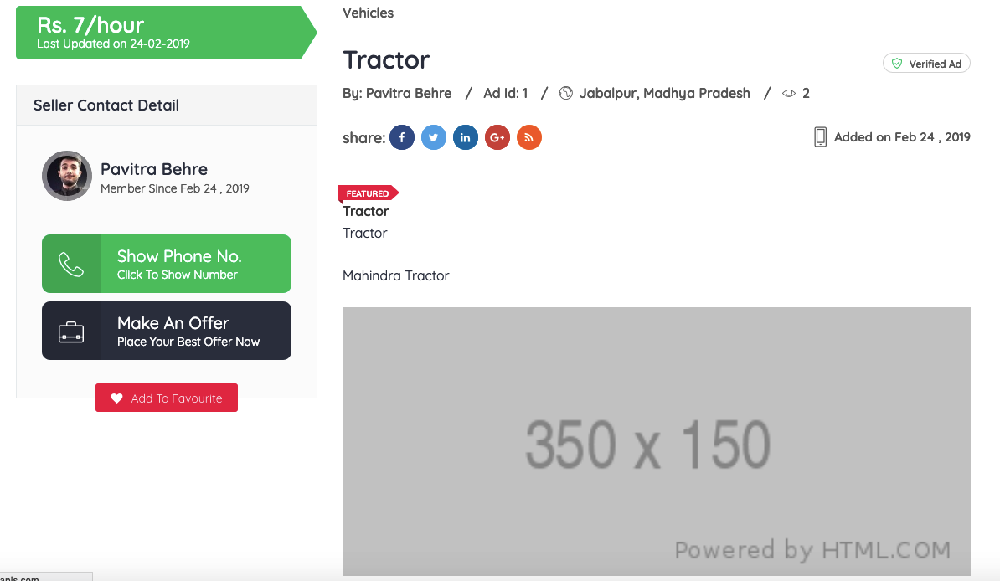 Rs. 7/hour
Last Updated on 24-02-2019
Seller Contact Detail
Pavitra Behre
Member Since Feb 24 , 2019
Show Phone No.
Click To Show Number
Make An Offer
Place Your Best Offer Now
Add To Favourite
Vehicles
Tractor
Verified Ad
By: Pavitra Behre / Ad Id: 1 / Jabalpur, Madhya Pradesh / 2
share: f in G+
Added on Feb 24 , 2019
FEATURED
Tractor
Tractor
Mahindra Tractor
350 x 150
Powered by HTML.COM